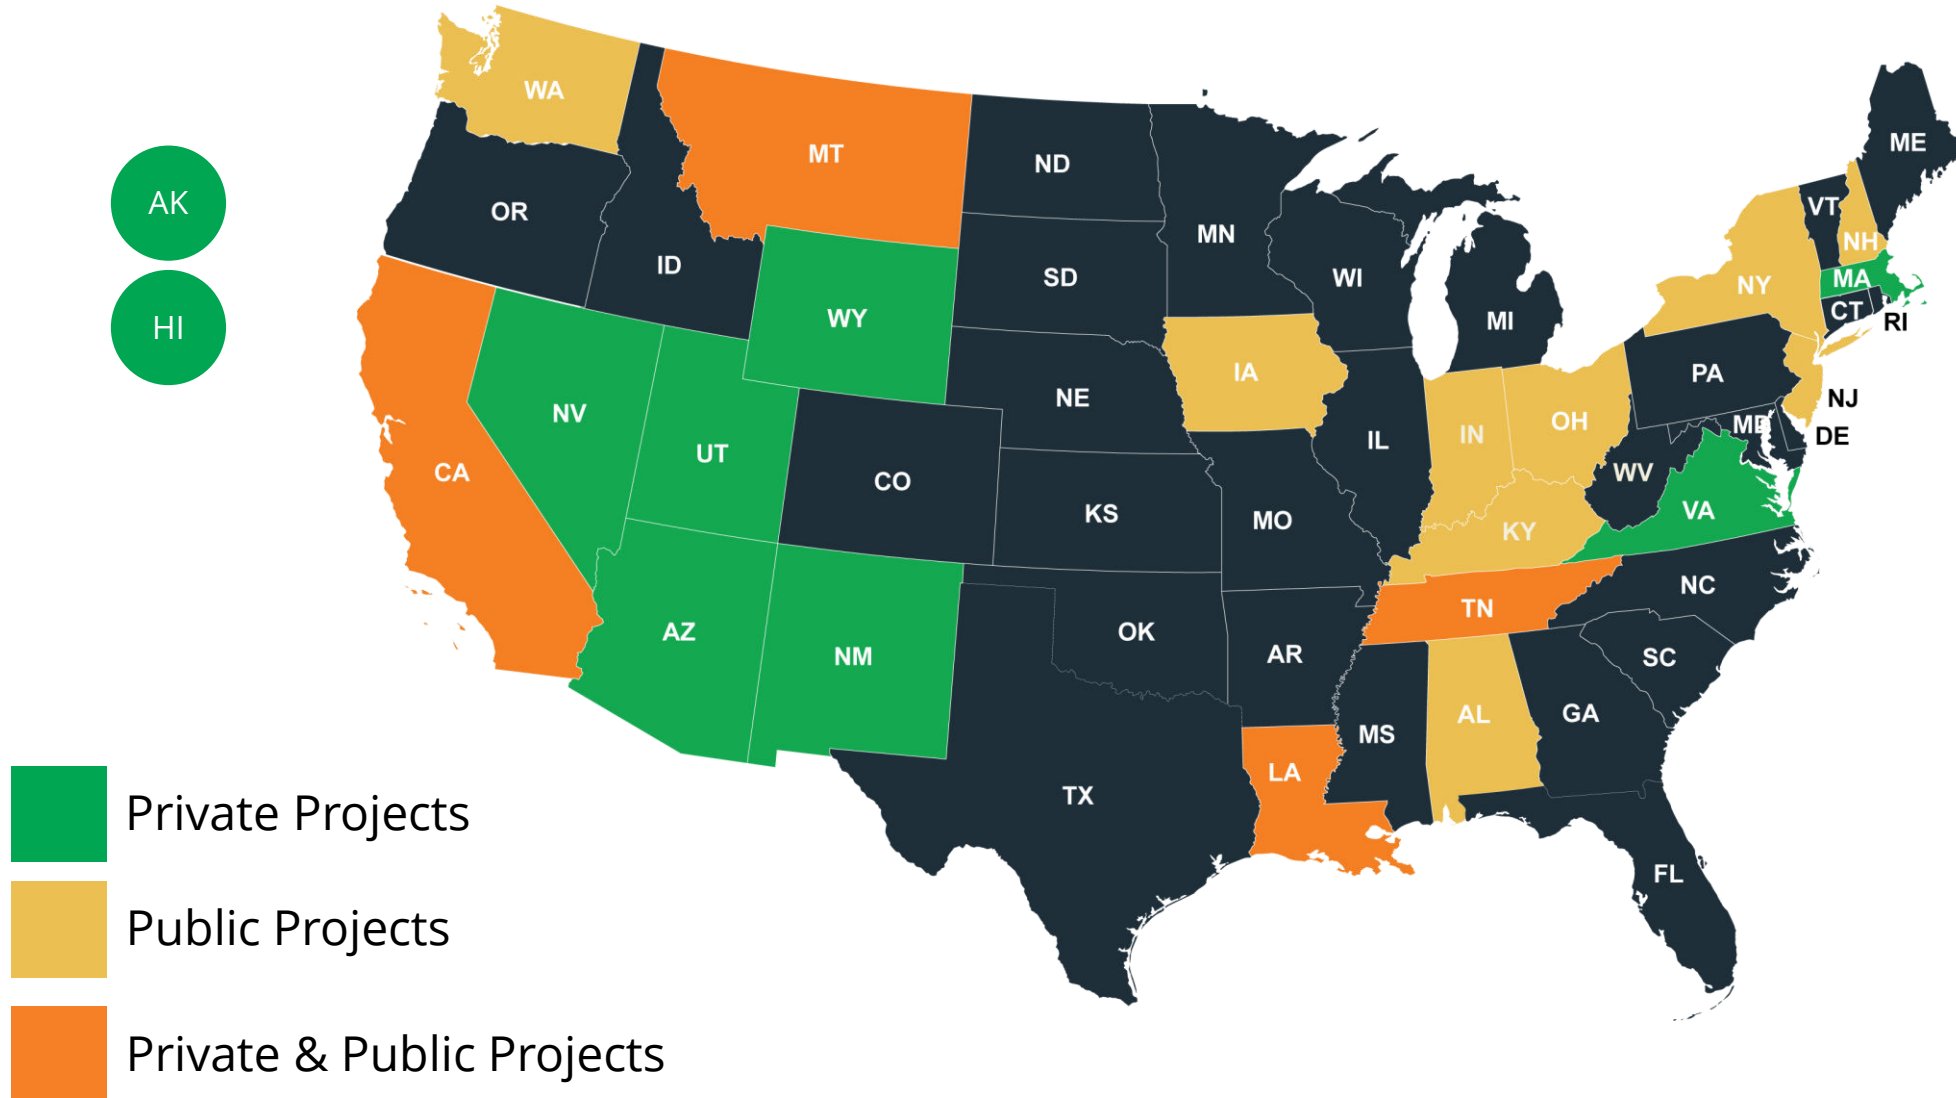 WA
MT
ND
ME
AK
OR
MN
VT
NH
ID
SD
WI
MA
NY
CT
HI
WY
MI
RI
IA
PA
NE
NJ
NV
OH
MD
DE
IN
IL
UT
WV
CA
CO
KS
MO
VA
KY
NC
TN
AZ
OK
AR
NM
SC
AL
GA
MS
LA
TX
FL
Private Projects
Public Projects
Private & Public Projects